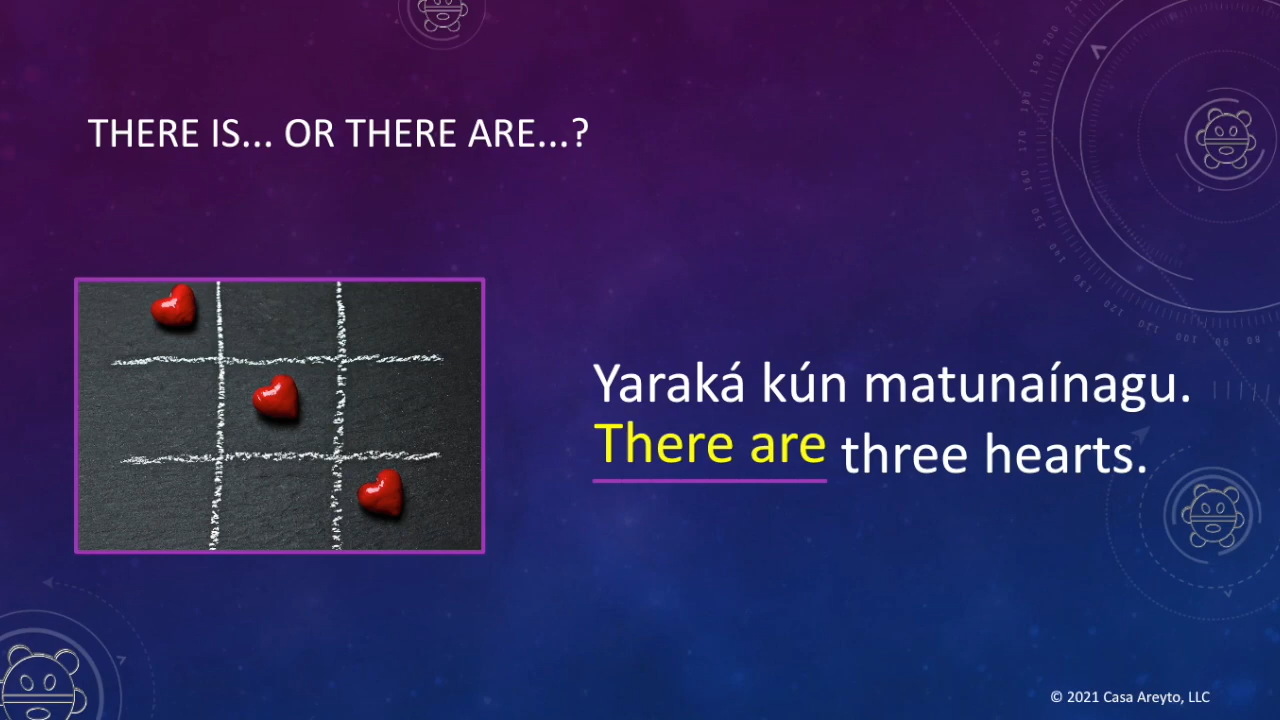 THERE IS... OR THERE ARE...?
Yaraká kún matunaínagu.
There are three hearts.
© 2021 Casa Areyto, LLC